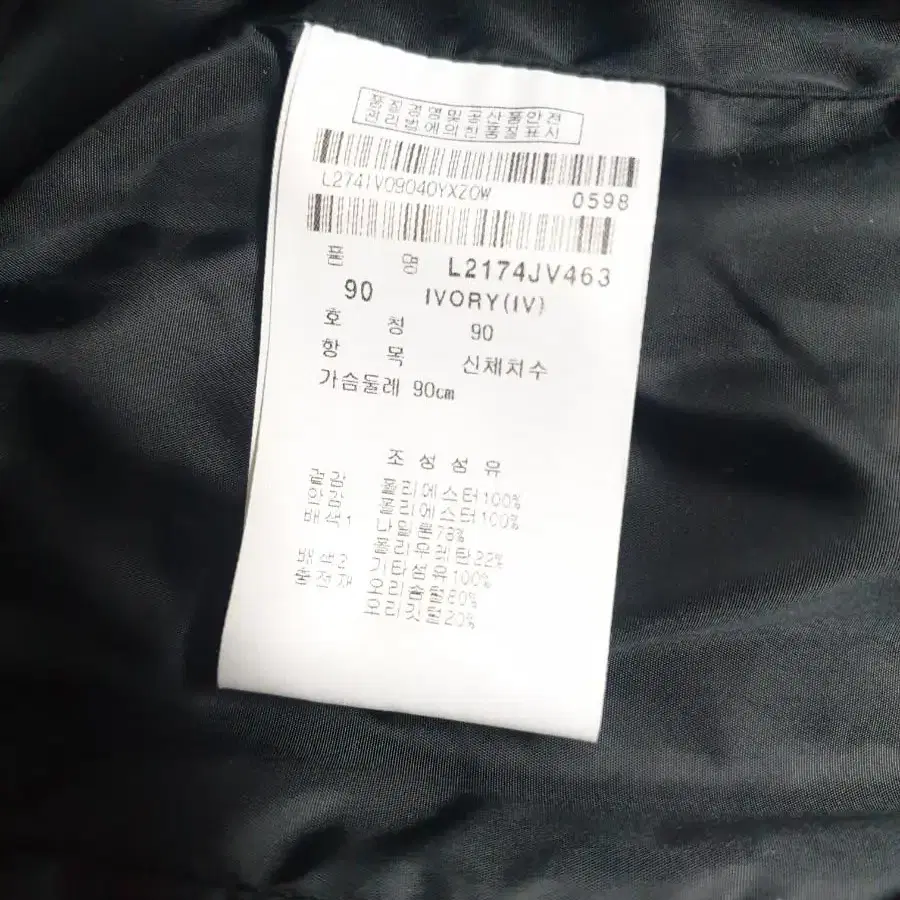 품질경영및공산품안전
관리법에의한품질표시
L2741V09040YXZ0W
0598
품 명 L2174JV463
90 IVORY(IV)
호 칭 90
항 목 신체치수
가슴둘레 90cm
조 성 섬 유
겉감 폴리에스터100%
안감 폴리에스터100%
배색1 나일론78%
폴리우레탄22%
배색2 기타섬유100%
충전재 오리솜털80%
오리깃털20%